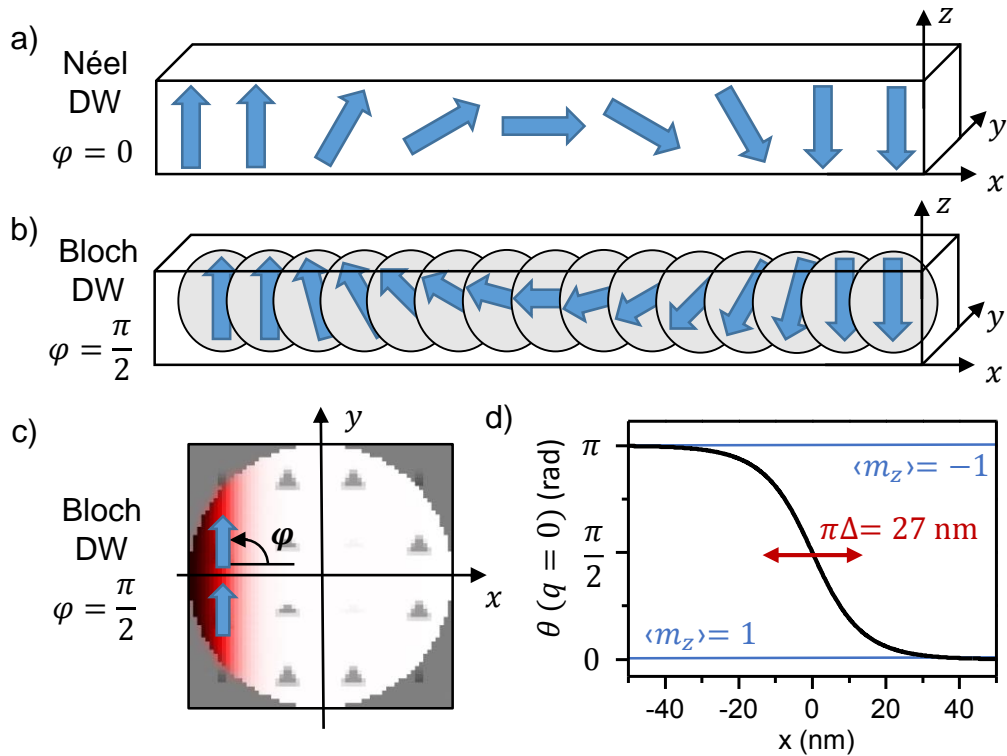 a)
Néel
DW
φ = 0
z
y
x
b)
Bloch
DW
φ = π/2
z
y
x
c)
Bloch
DW
φ = π/2
y
φ
x
d)
θ (q = 0) (rad)
π
π/2
0
‹m_z›= −1
πΔ= 27 nm
‹m_z›= 1
-40 -20 0 20 40
x (nm)